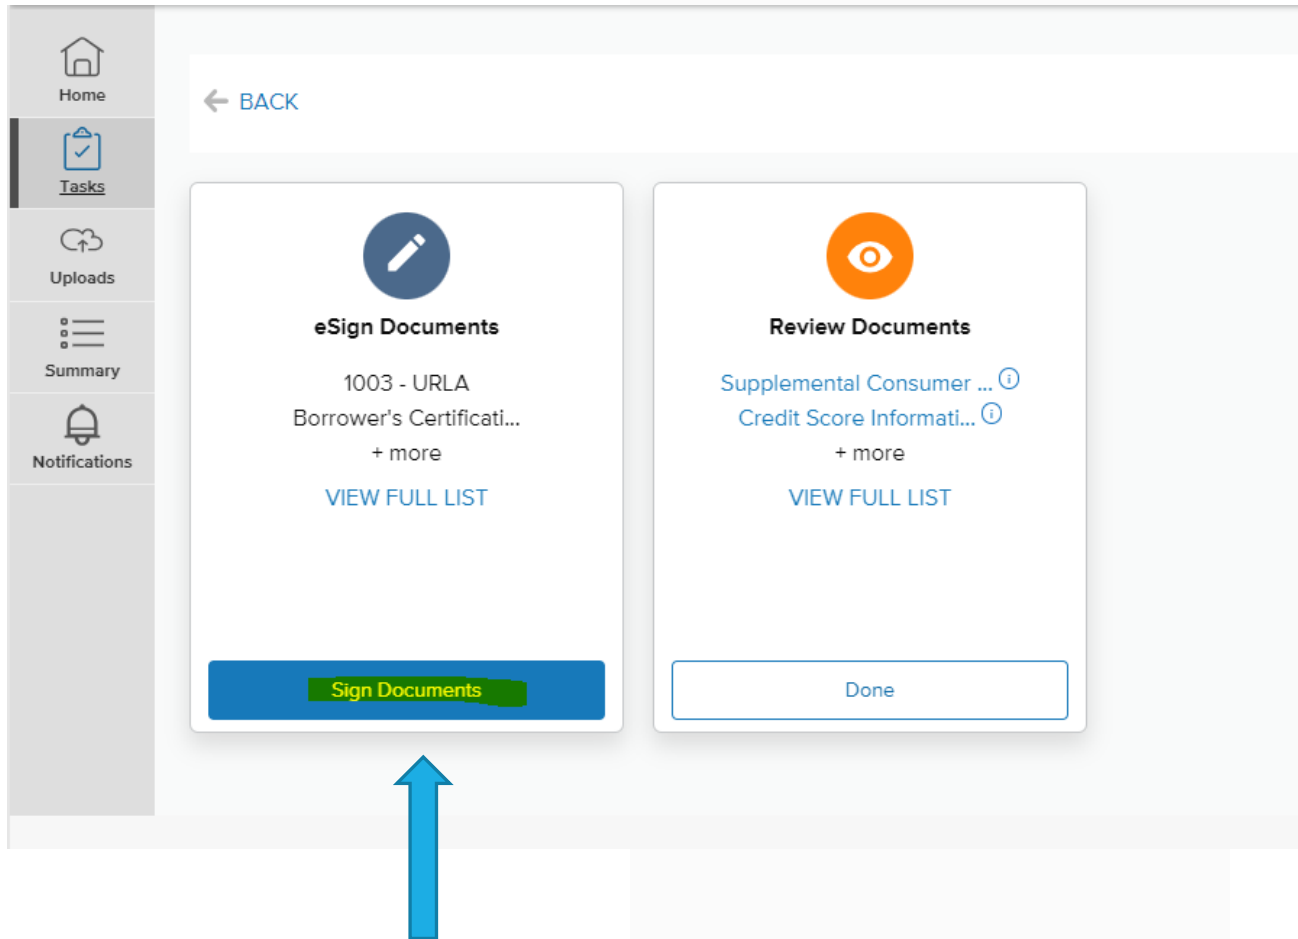 Home
Tasks
Uploads
Summary
Notifications
BACK
eSign Documents
1003 - URLA
Borrower's Certificati...
+ more
VIEW FULL LIST
Sign Documents
Review Documents
Supplemental Consumer ...
Credit Score Informati...
+ more
VIEW FULL LIST
Done